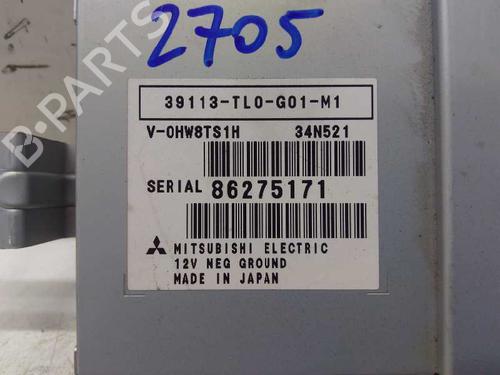 2705
B-PARTS
39113-TL0-G01-M1
V-0HW8TS1H 34N521
SERIAL 86275171
MITSUBISHI ELECTRIC
12V NEG GROUND
MADE IN JAPAN